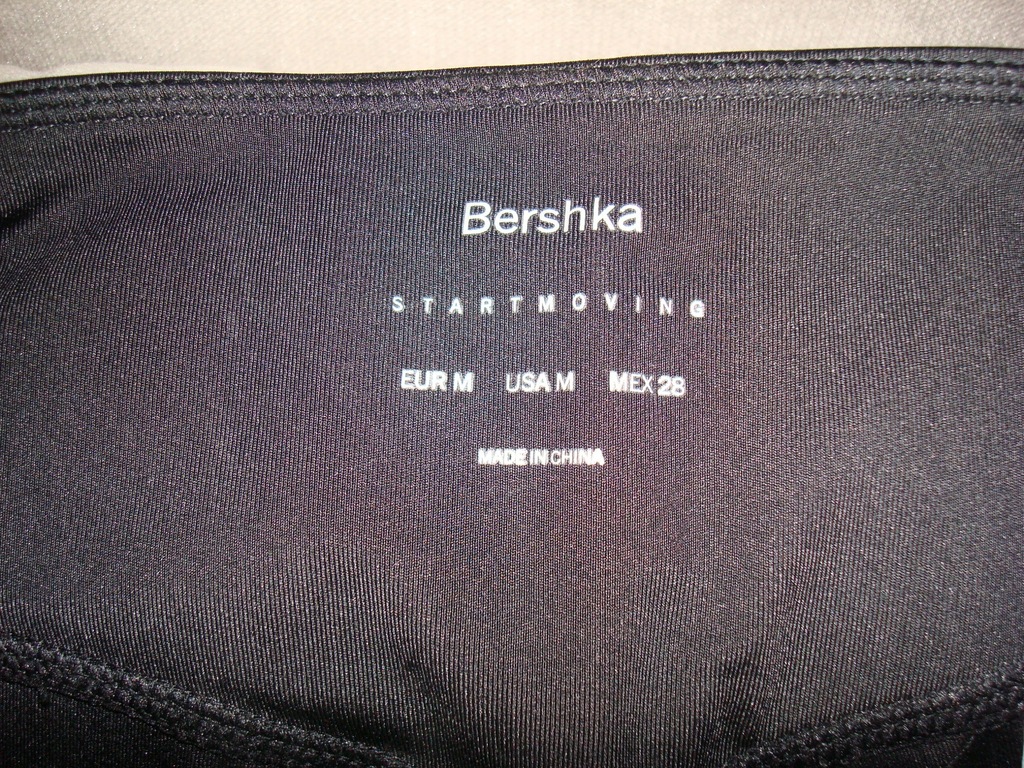 Bershka
STARTMOVING
EUR M USA M MEX 28
MADE IN CHINA